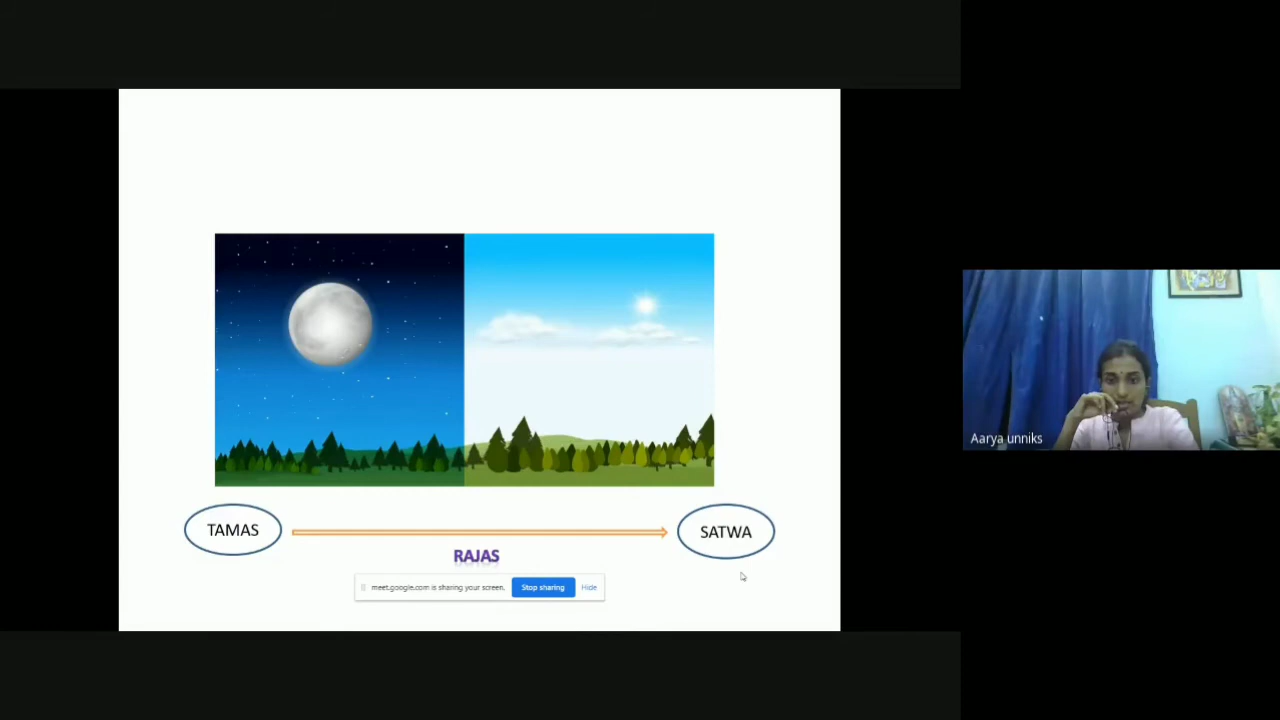 TAMAS
SATWA
RAJAS
meet.google.com is sharing your screen.
Stop sharing
Hide
Aarya unniks